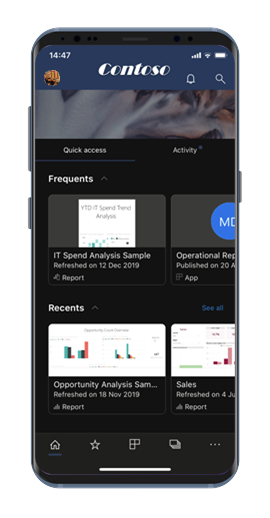 14:47
Contoso
Quick access
Activity
Frequents
YTD IT Spend Trend
Analysis
IT Spend Analysis Sample
Refreshed on 12 Dec 2019
Report
MD
Operational Rep
Published on 20 A
App
Recents
See all
Opportunity Count Overview
Opportunity Analysis Sam...
Refreshed on 18 Nov 2019
Report
Sales
Refreshed on 4 Ju
Report